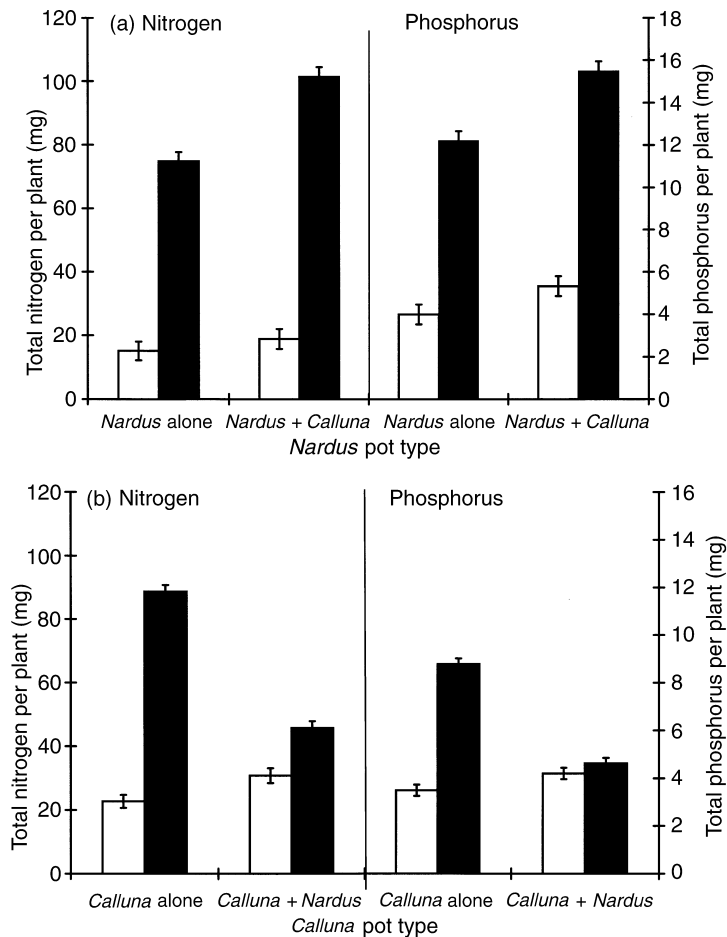 (a) Nitrogen
Phosphorus
Total nitrogen per plant (mg)
120
100
80
60
40
20
0
Total phosphorus per plant (mg)
18
16
14
12
10
8
6
4
2
0
Nardus alone
Nardus + Calluna
Nardus alone
Nardus + Calluna
Nardus pot type
(b) Nitrogen
Phosphorus
Total nitrogen per plant (mg)
120
100
80
60
40
20
0
Total phosphorus per plant (mg)
16
14
12
10
8
6
4
2
0
Calluna alone
Calluna + Nardus
Calluna alone
Calluna + Nardus
Calluna pot type